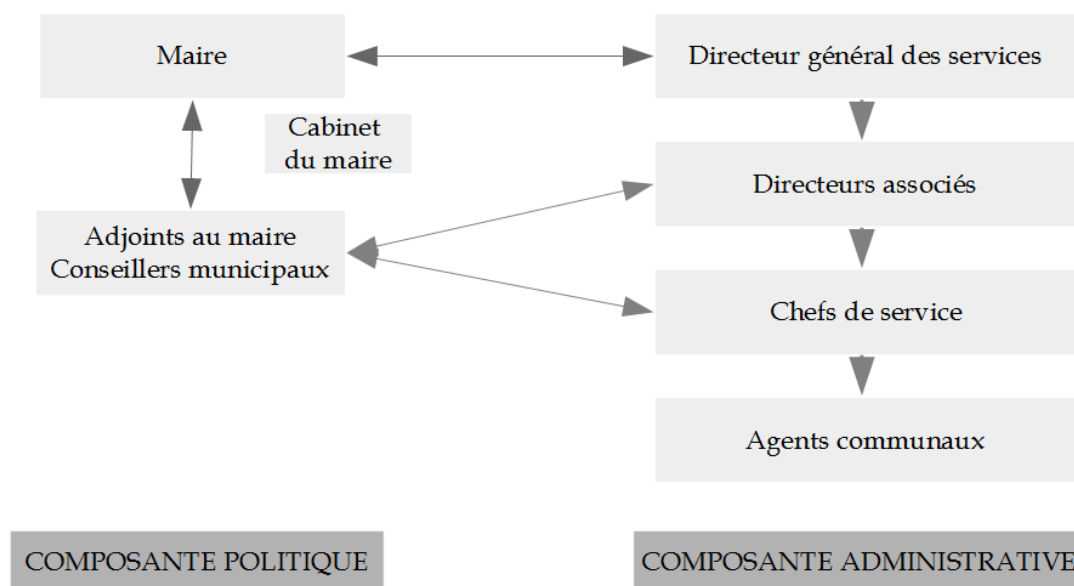 Maire
Directeur général des services
Cabinet
du maire
Directeurs associés
Adjoints au maire
Conseillers municipaux
Chefs de service
Agents communaux
COMPOSANTE POLITIQUE
COMPOSANTE ADMINISTRATIVE